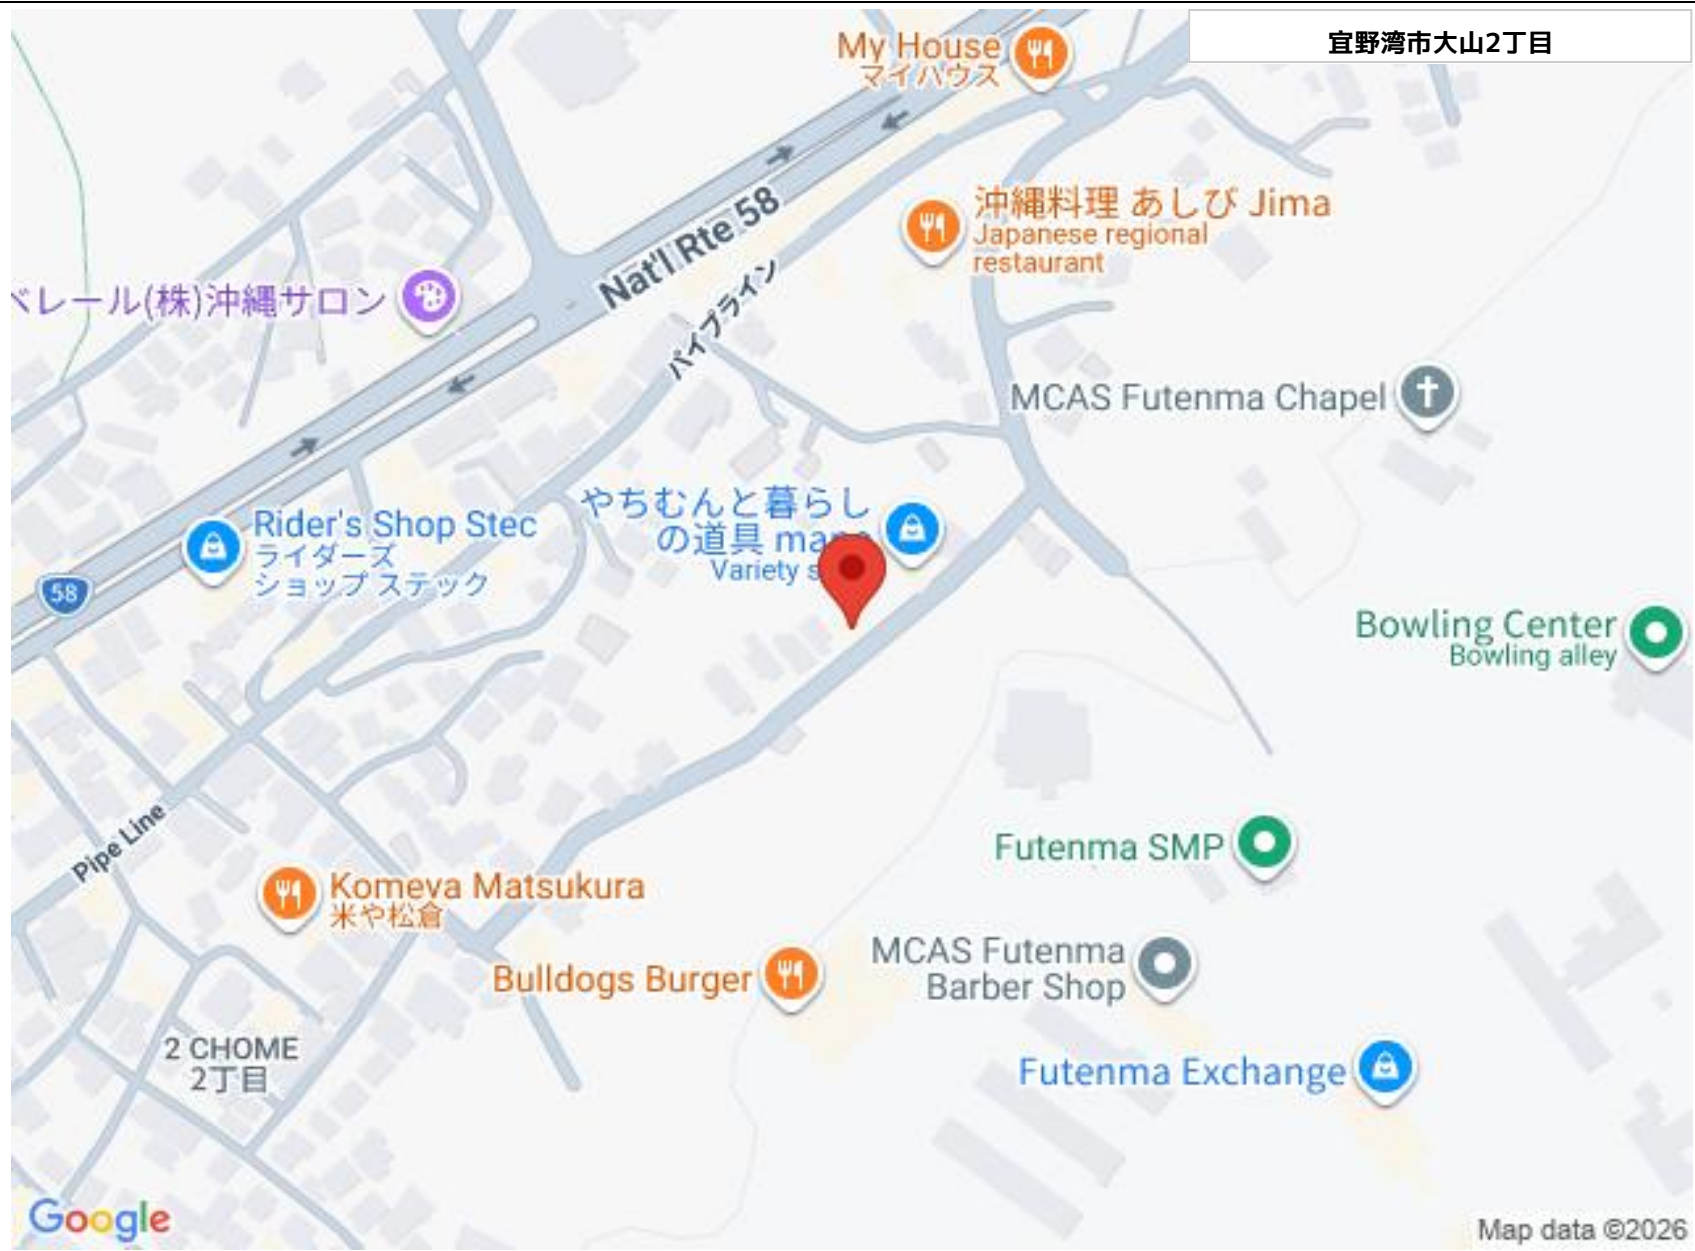 宜野湾市大山2丁目
My House
マイハウス
沖縄料理 あしび Jima
Japanese regional
restaurant
Nat'l Rte 58
パイプライン
ベレール(株)沖縄サロン
MCAS Futenma Chapel
Rider's Shop Stec
ライダーズ
ショップ ステック
やちむんと暮らし
の道具
Variety
58
Bowling Center
Bowling alley
Pipe Line
Futenma SMP
Komeya Matsukura
米や松倉
MCAS Futenma
Barber Shop
Bulldogs Burger
2 CHOME
2丁目
Futenma Exchange
Google
Map data ©2026